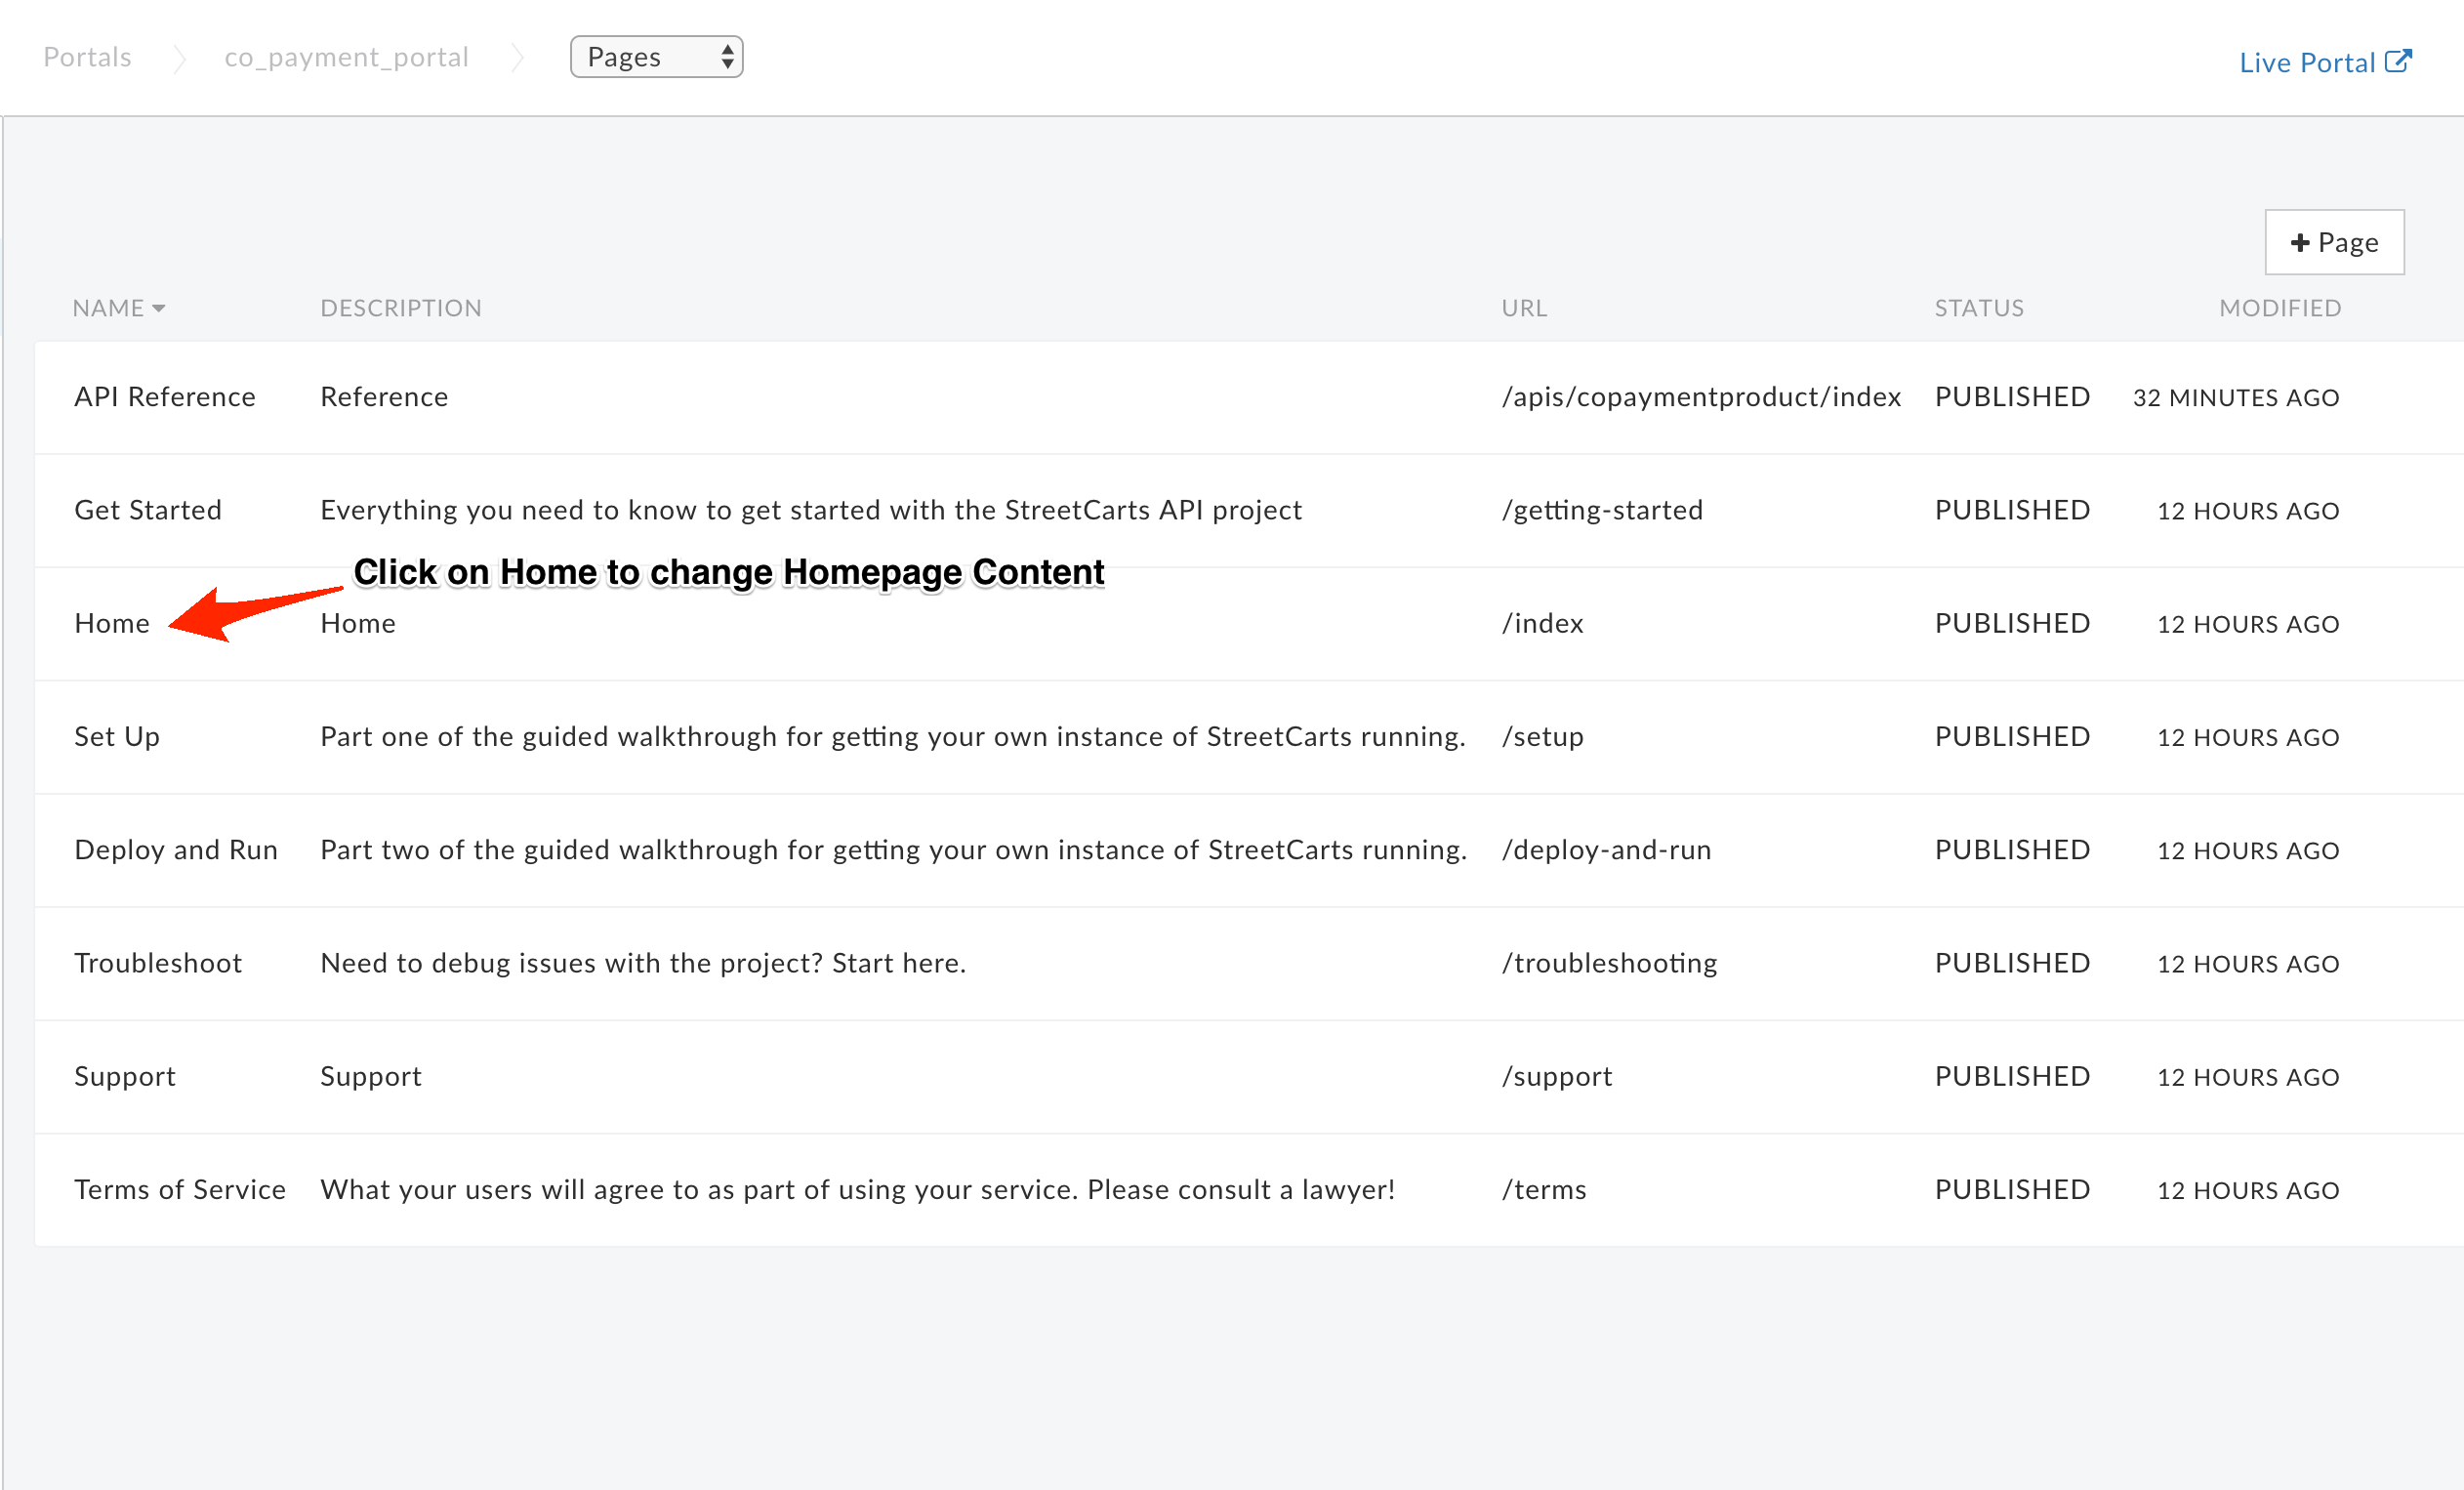 Portals co_payment_portal Pages Live Portal
Page
NAME DESCRIPTION URL STATUS MODIFIED
API Reference Reference /apis/copaymentproduct/index PUBLISHED 32 MINUTES AGO
Get Started Everything you need to know to get started with the StreetCarts API project /getting-started PUBLISHED 12 HOURS AGO
Click on Home to change Homepage Content
Home Home /index PUBLISHED 12 HOURS AGO
Set Up Part one of the guided walkthrough for getting your own instance of StreetCarts running. /setup PUBLISHED 12 HOURS AGO
Deploy and Run Part two of the guided walkthrough for getting your own instance of StreetCarts running. /deploy-and-run PUBLISHED 12 HOURS AGO
Troubleshoot Need to debug issues with the project? Start here. /troubleshooting PUBLISHED 12 HOURS AGO
Support Support /support PUBLISHED 12 HOURS AGO
Terms of Service What your users will agree to as part of using your service. Please consult a lawyer! /terms PUBLISHED 12 HOURS AGO